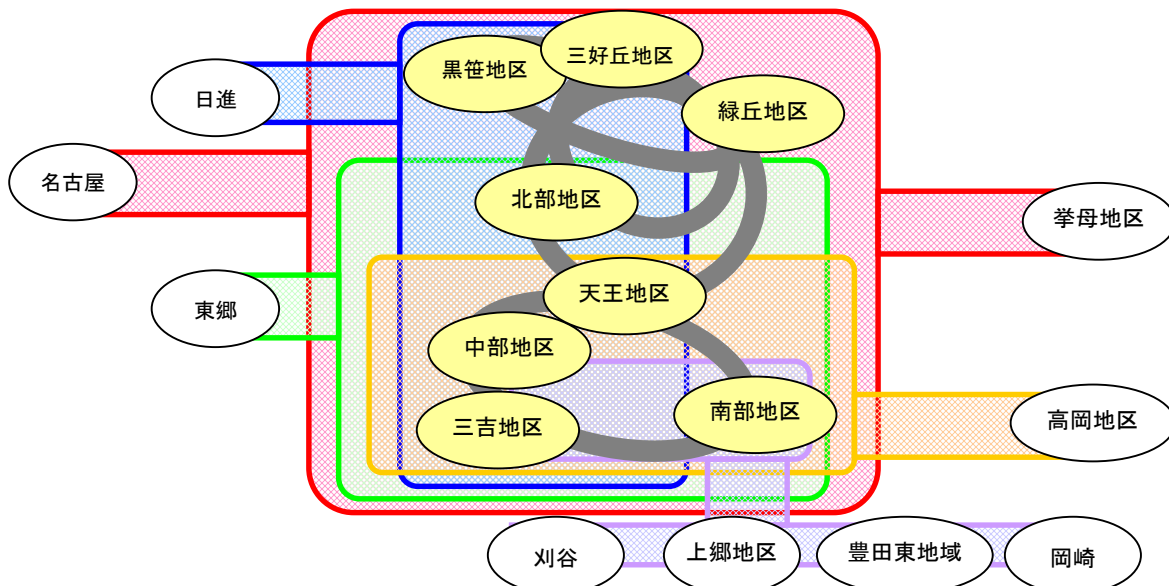 三好丘地区
黒笹地区
日進
緑丘地区
名古屋
北部地区
挙母地区
天王地区
東郷
中部地区
南部地区
三吉地区
高岡地区
刈谷
上郷地区
豊田東地域
岡崎